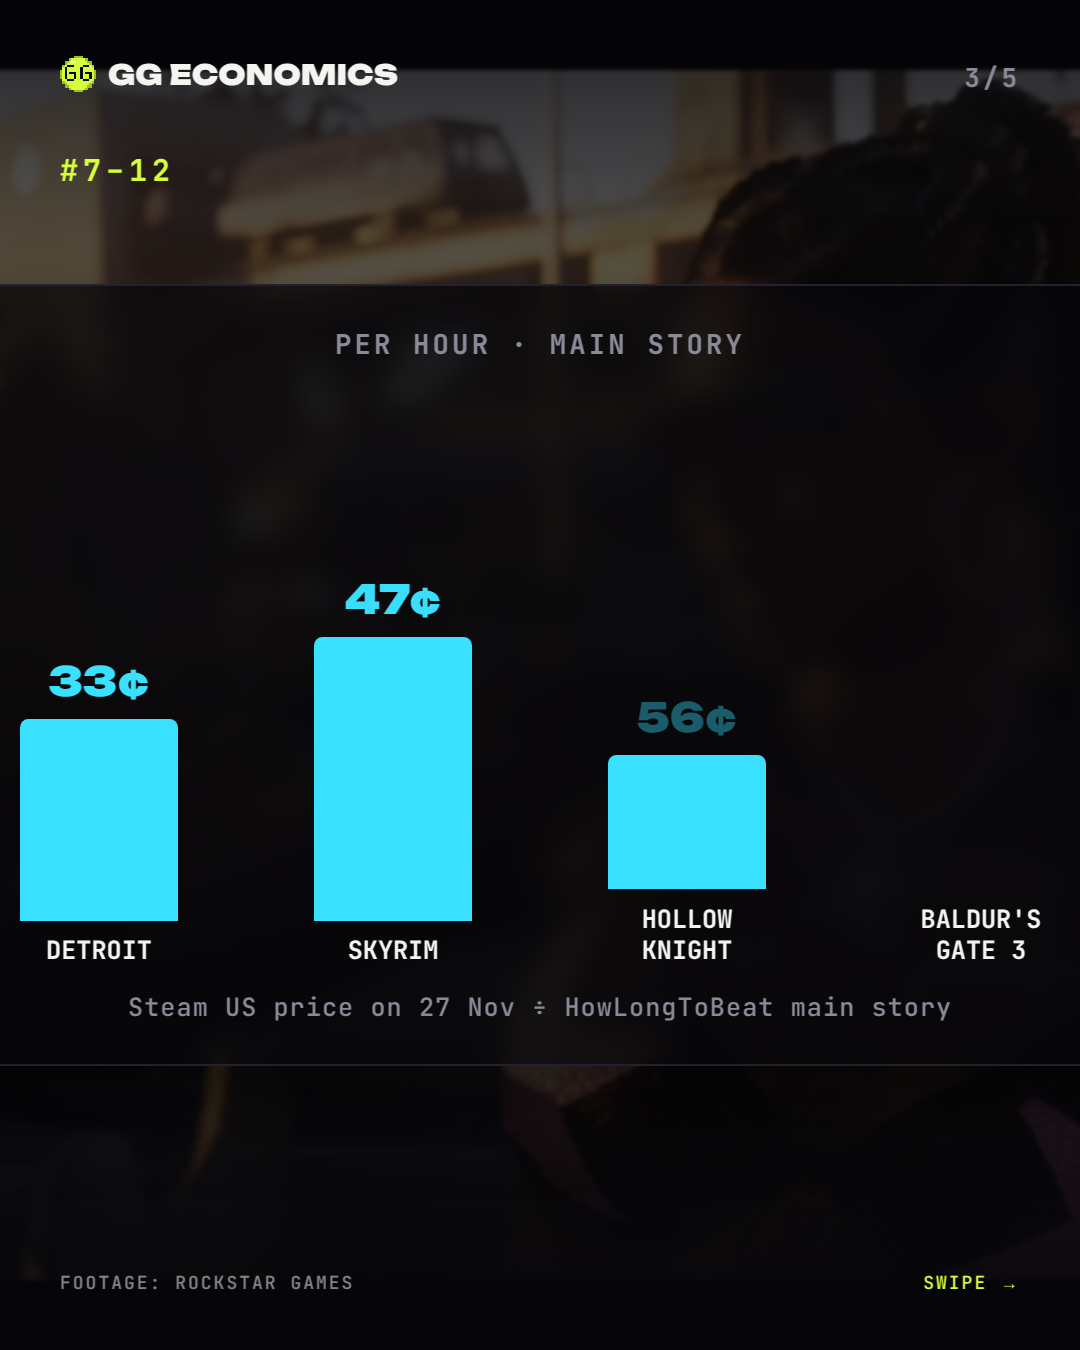 GG ECONOMICS
3/5
#7-12
PER HOUR · MAIN STORY
33¢
47¢
56¢
DETROIT
SKYRIM
HOLLOW
KNIGHT
BALDUR'S
GATE 3
Steam US price on 27 Nov ÷ HowLongToBeat main story
FOOTAGE: ROCKSTAR GAMES
SWIPE →